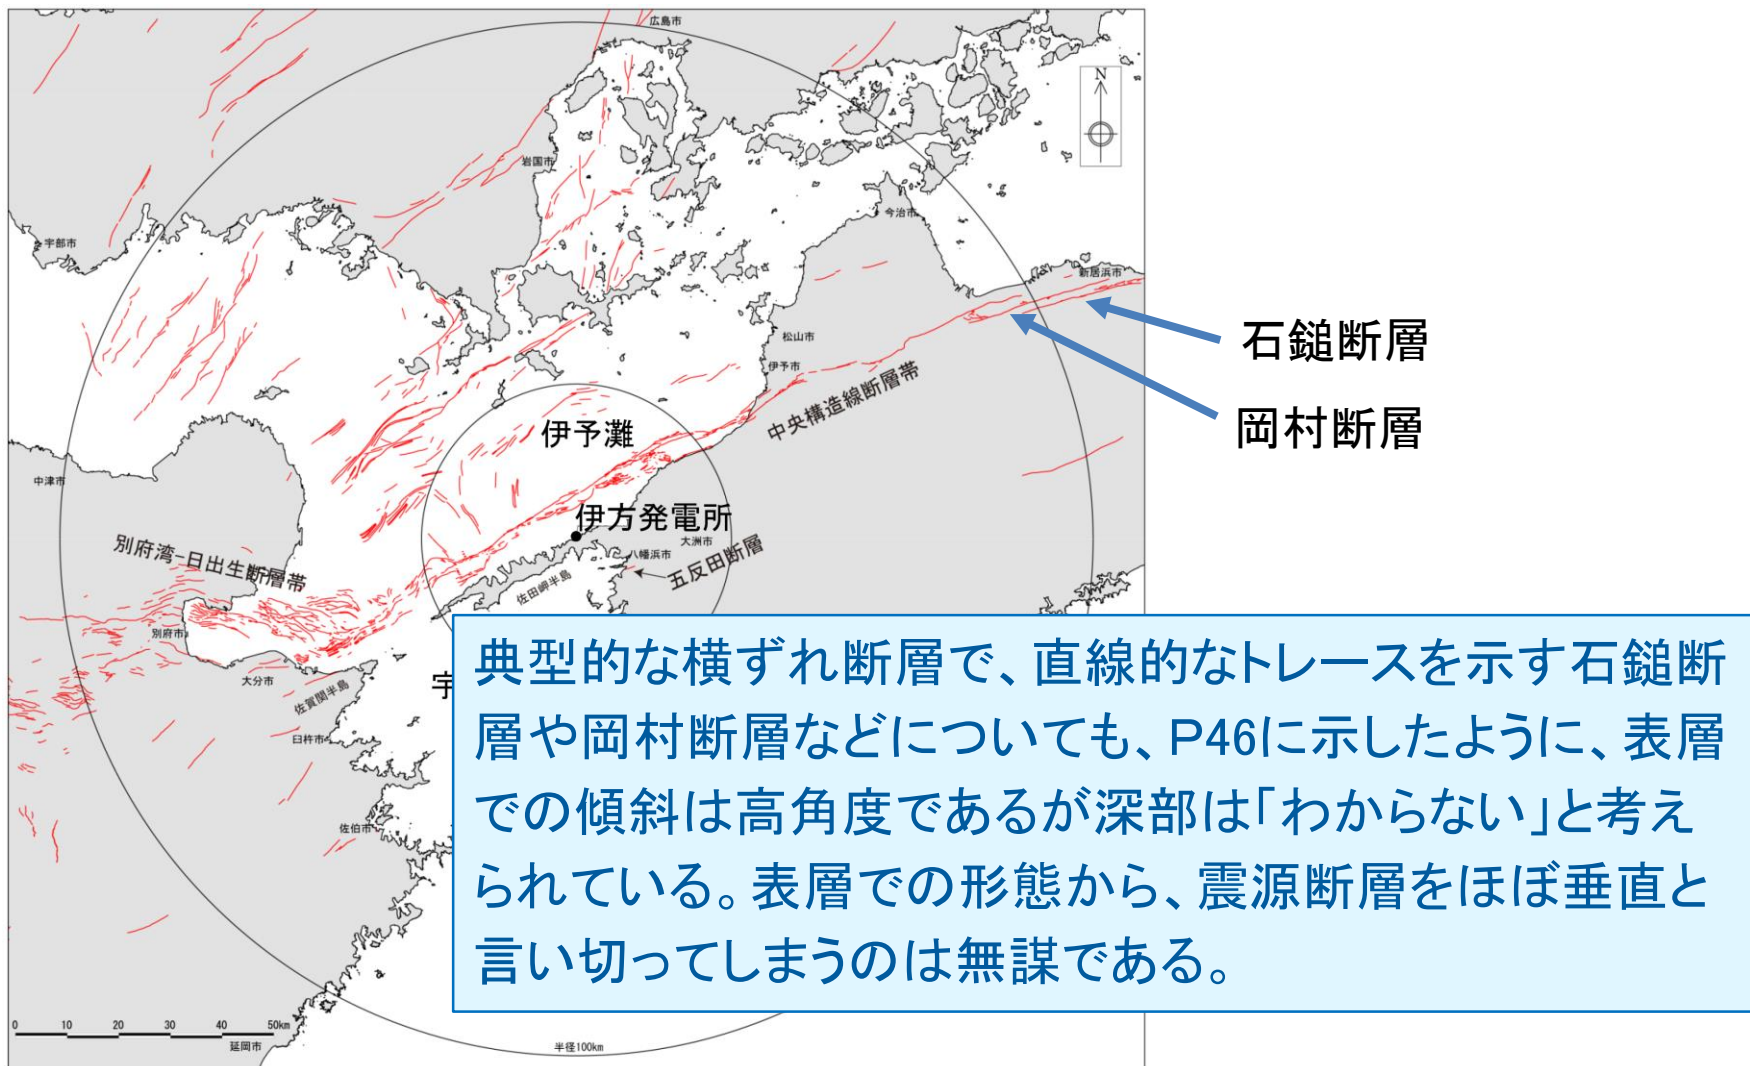 広島市
N
岩国市
今治市
宇部市
新居浜市
石鎚断層
松山市
伊予市
中央構造線断層帯
岡村断層
伊予灘
中津市
伊方発電所
大洲市
八幡浜市
五反田断層
別府湾-日出生断層帯
佐田岬半島
別府市
大分市
佐賀関半島
宇
臼杵市
佐伯市
典型的な横ずれ断層で、直線的なトレースを示す石鎚断
層や岡村断層などについても、P46に示したように、表層
での傾斜は高角度であるが深部は「わからない」と考え
られている。表層での形態から、震源断層をほぼ垂直と
言い切ってしまうのは無謀である。
0 10 20 30 40 50km
延岡市
半径100km